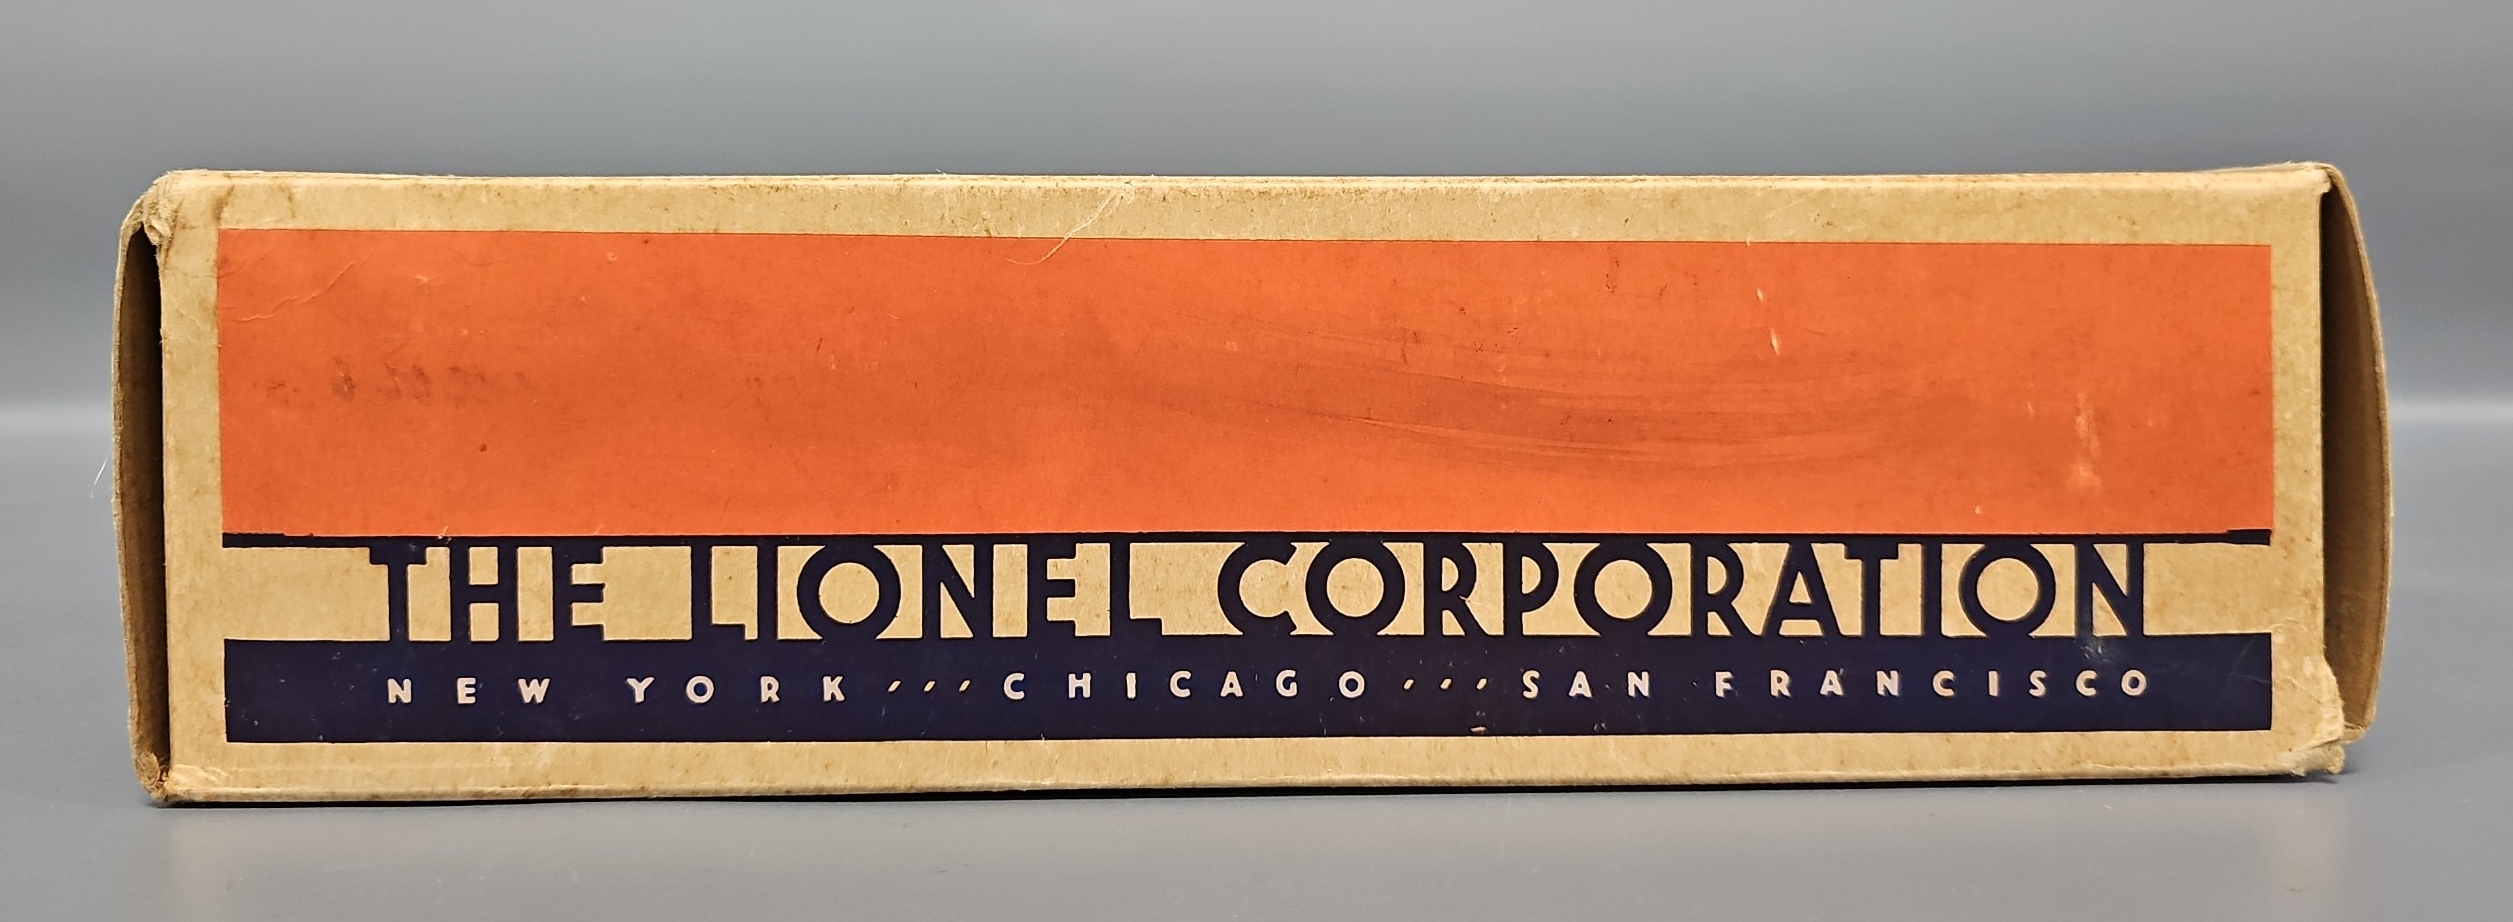 THE LIONEL CORPORATION
NEW YORK ··· CHICAGO ··· SAN FRANCISCO